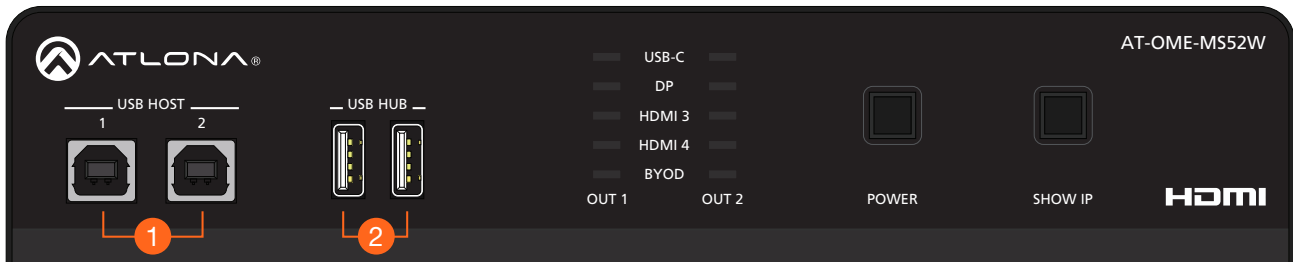 ATLONA®
AT-OME-MS52W
USB HOST
1 2
USB HUB
USB-C
DP
HDMI 3
HDMI 4
BYOD
OUT 1 OUT 2
POWER
SHOW IP
HDMI
1
2